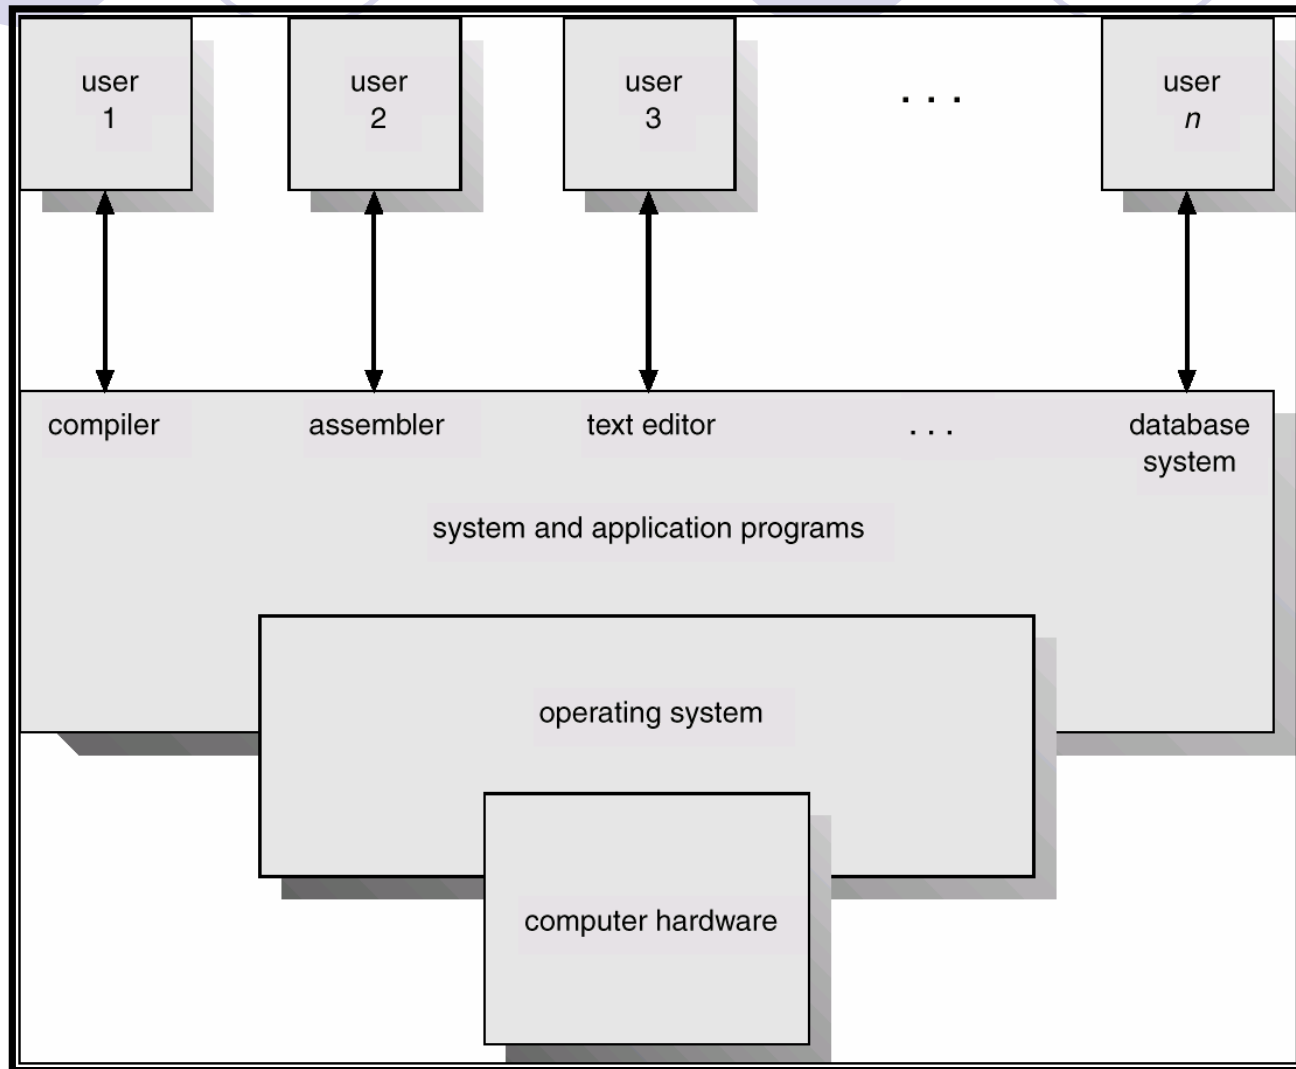 user
1
user
2
user
3
. . .
user
n
compiler
assembler
text editor
. . .
database
system
system and application programs
operating system
computer hardware